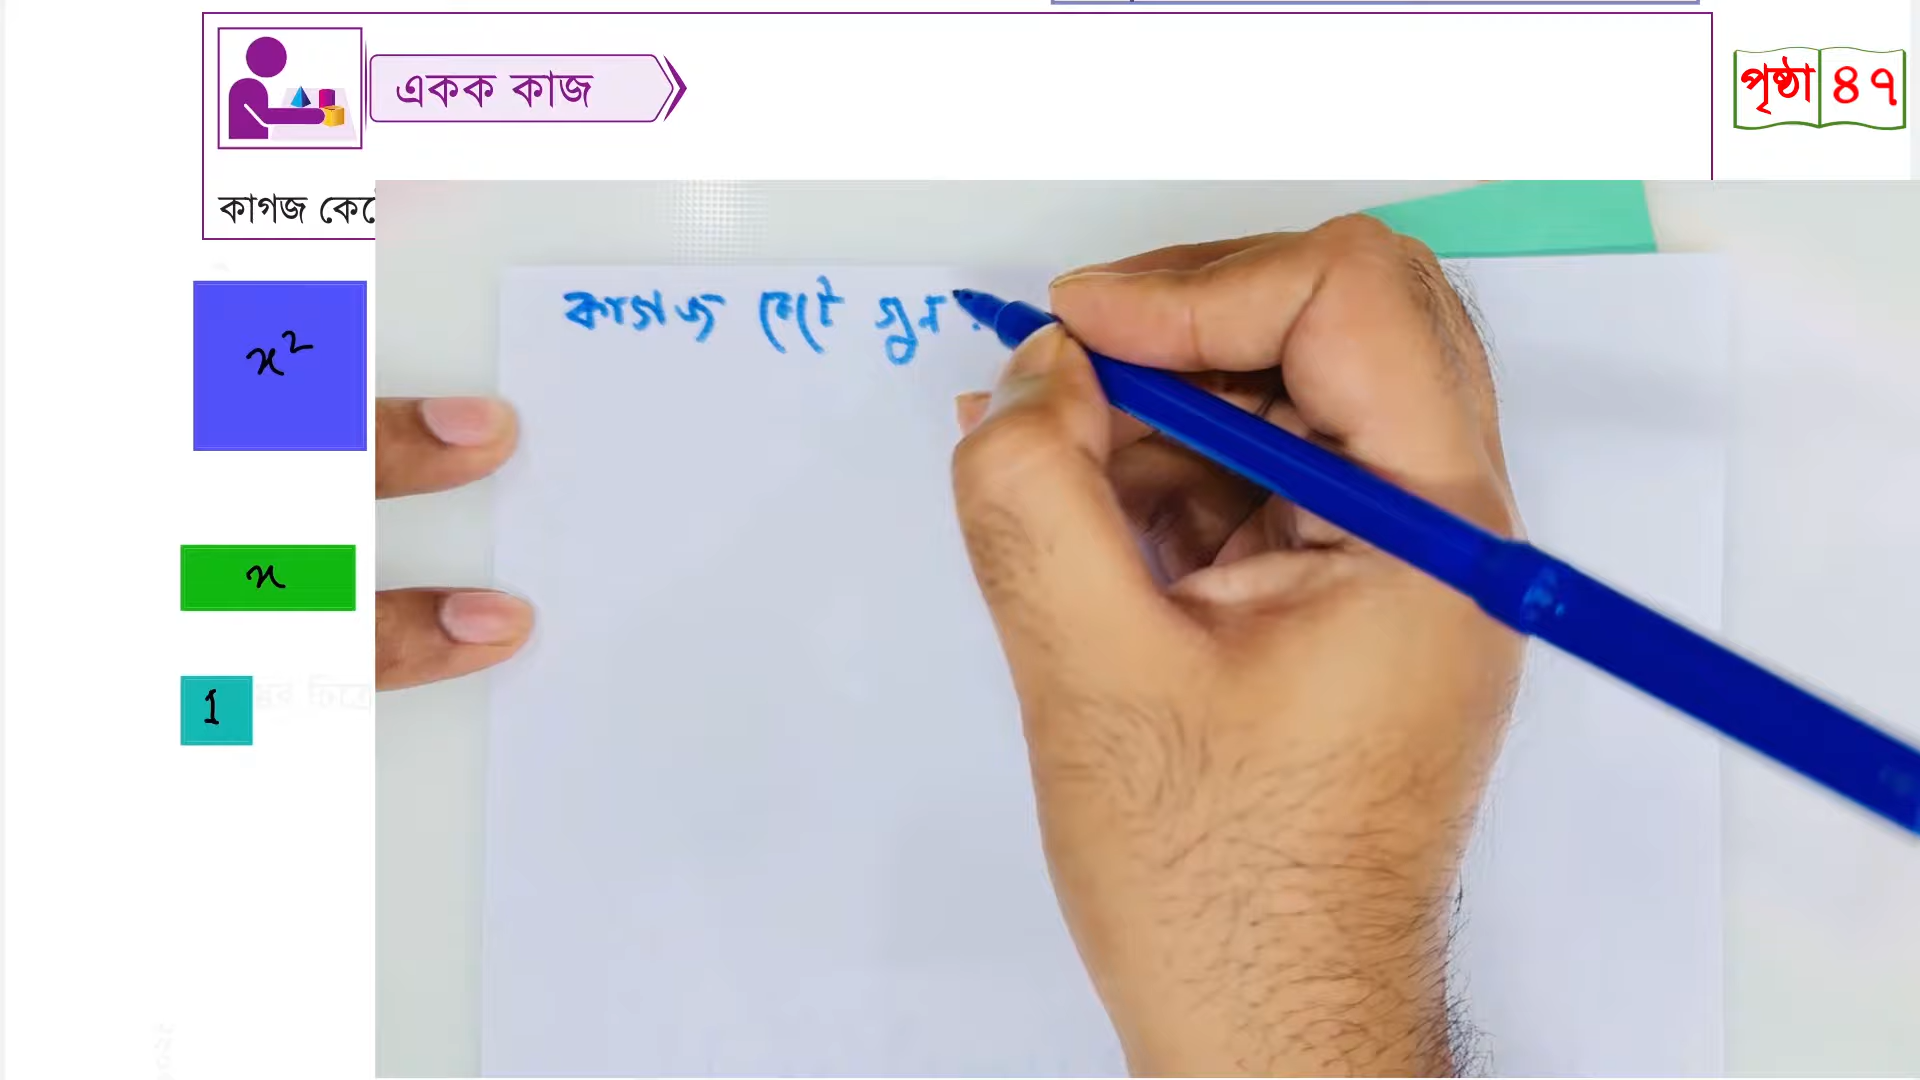 একক কাজ
পৃষ্ঠা ৪৭
কাগজ কেটে
x²
x
1
কাগজ কেটে গুন